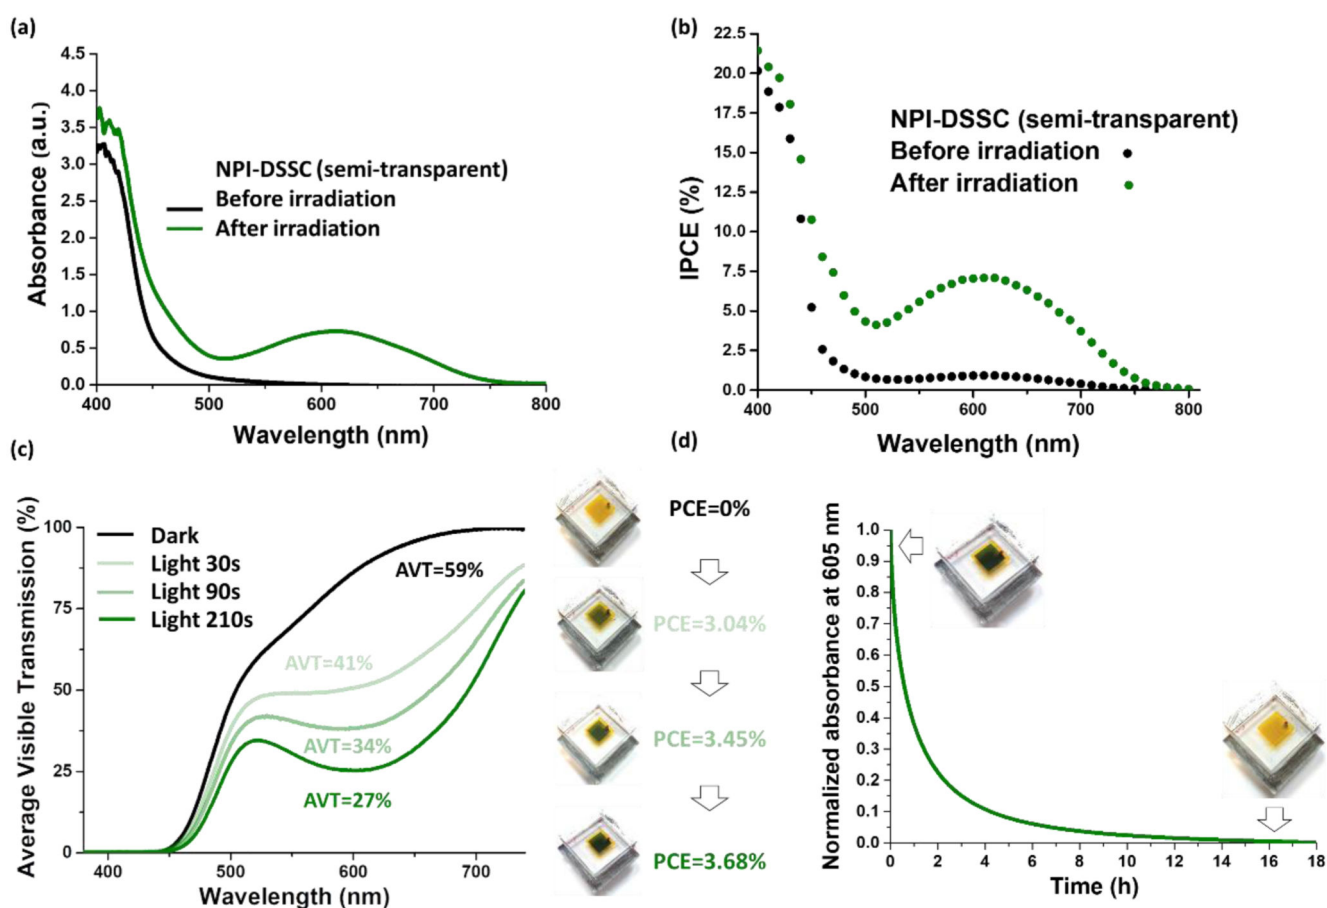 (a)
4.5
4.0
3.5
3.0
2.5
2.0
1.5
1.0
0.5
0.0
Absorbance (a.u.)
NPI-DSSC (semi-transparent)
Before irradiation
After irradiation
400
500
600
700
800
Wavelength (nm)
(b)
22.5
20.0
17.5
15.0
12.5
10.0
7.5
5.0
2.5
0.0
IPCE (%)
NPI-DSSC (semi-transparent)
Before irradiation
After irradiation
400
500
600
700
800
Wavelength (nm)
(c)
100
75
50
25
0
Average Visible Transmission (%)
Dark
Light 30s
Light 90s
Light 210s
AVT=59%
AVT=41%
AVT=34%
AVT=27%
400
500
600
700
Wavelength (nm)
PCE=0%
PCE=3.04%
PCE=3.45%
PCE=3.68%
(d)
1.0
0.9
0.8
0.7
0.6
0.5
0.4
0.3
0.2
0.1
0.0
Normalized absorbance at 605 nm
0
2
4
6
8
10
12
14
16
18
Time (h)